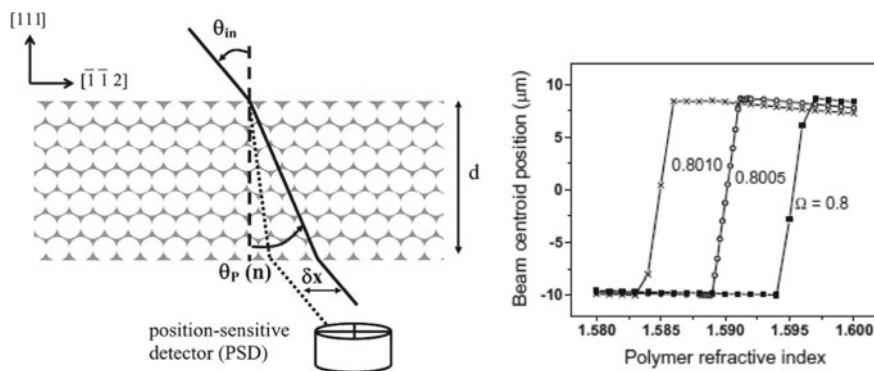 [111]
θin
[1̅ 1̅ 2]
d
θP (n)
δx
position-sensitive
detector (PSD)
Beam centroid position (μm)
10
5
0
-5
-10
0.8010
0.8005
Ω = 0.8
1.580
1.585
1.590
1.595
1.600
Polymer refractive index